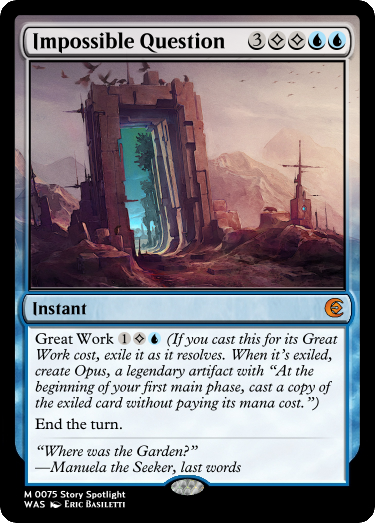 Impossible Question 3
Instant
Great Work 1 (If you cast this for its Great
Work cost, exile it as it resolves. When it's exiled,
create Opus, a legendary artifact with “At the
beginning of your first main phase, cast a copy of
the exiled card without paying its mana cost.”)
End the turn.
“Where was the Garden?”
—Manuela the Seeker, last words
M 0075 Story Spotlight
WAS Eric Basiletti